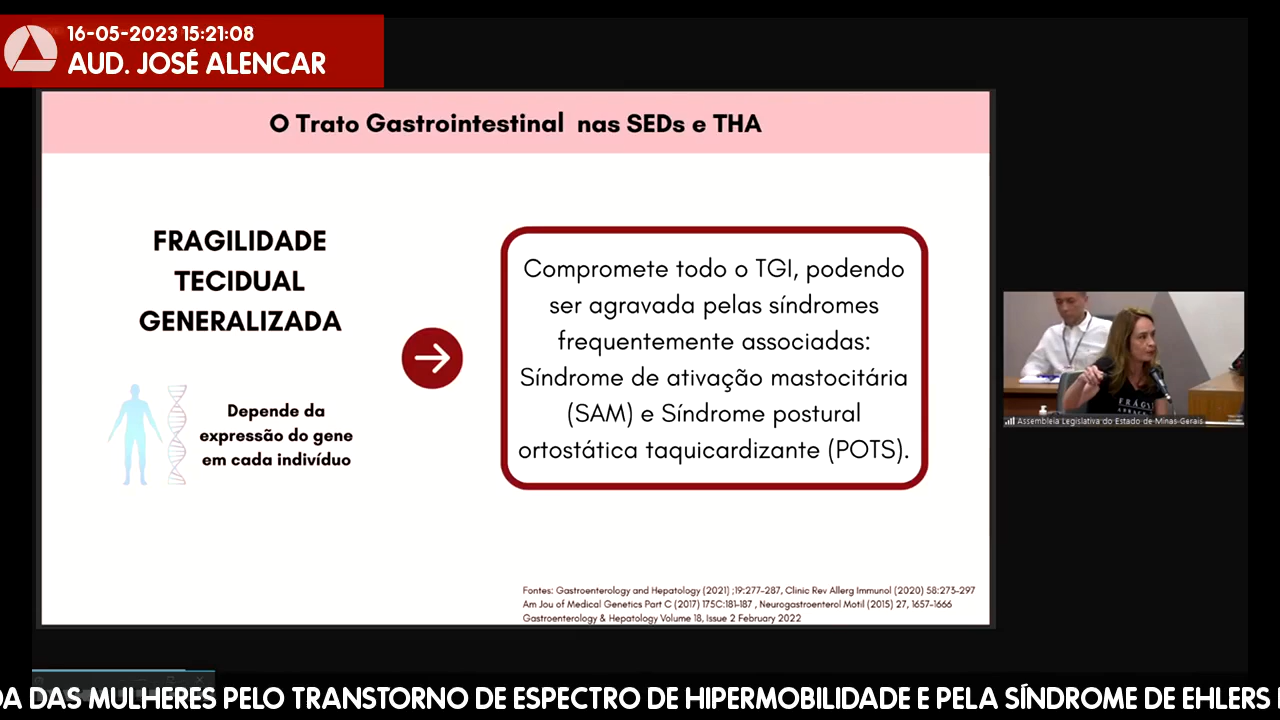 16-05-2023 15:21:08
AUD. JOSÉ ALENCAR
O Trato Gastrointestinal nas SEDs e THA
FRAGILIDADE
TECIDUAL
GENERALIZADA
Depende da
expressão do gene
em cada indivíduo
Compromete todo o TGI, podendo
ser agravada pelas síndromes
frequentemente associadas:
Síndrome de ativação mastocitária
(SAM) e Síndrome postural
ortostática taquicardizante (POTS).
Fontes: Gastroenterology and Hepatology (2021) ;19:277-287, Clinic Rev Allerg Immunol (2020) 58:273-297
Am Jou of Medical Genetics Part C (2017) 175C:181-187 , Neurogastroenterol Motil (2015) 27, 1657-1666
Gastroenterology & Hepatology Volume 18, Issue 2 February 2022
FRÁGI
Assembleia Legislativa do Estado de Minas Gerais
DA DAS MULHERES PELO TRANSTORNO DE ESPECTRO DE HIPERMOBILIDADE E PELA SÍNDROME DE EHLERS